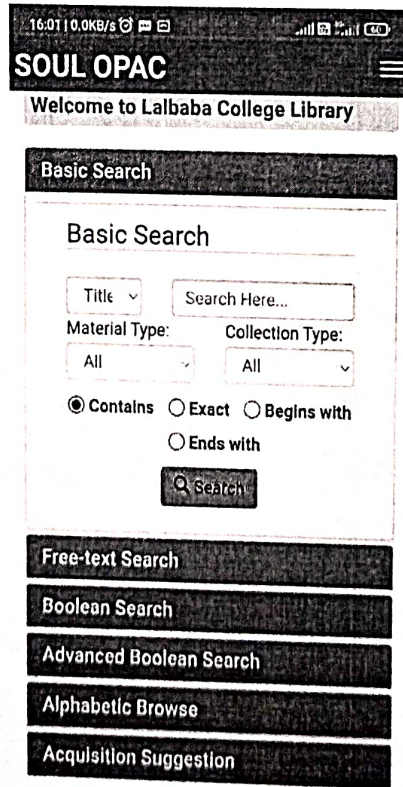 16:01 | 0.0KB/s
60
SOUL OPAC
Welcome to Lalbaba College Library
Basic Search
Basic Search
Title
Search Here...
Material Type:
Collection Type:
All
All
Contains
Exact
Begins with
Ends with
Search
Free-text Search
Boolean Search
Advanced Boolean Search
Alphabetic Browse
Acquisition Suggestion